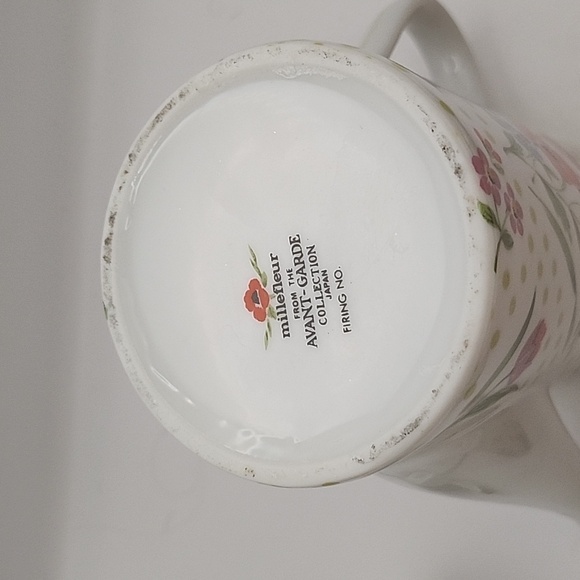 millefleur
FROM THE
AVANT-GARDE
COLLECTION
JAPAN
FIRING NO.